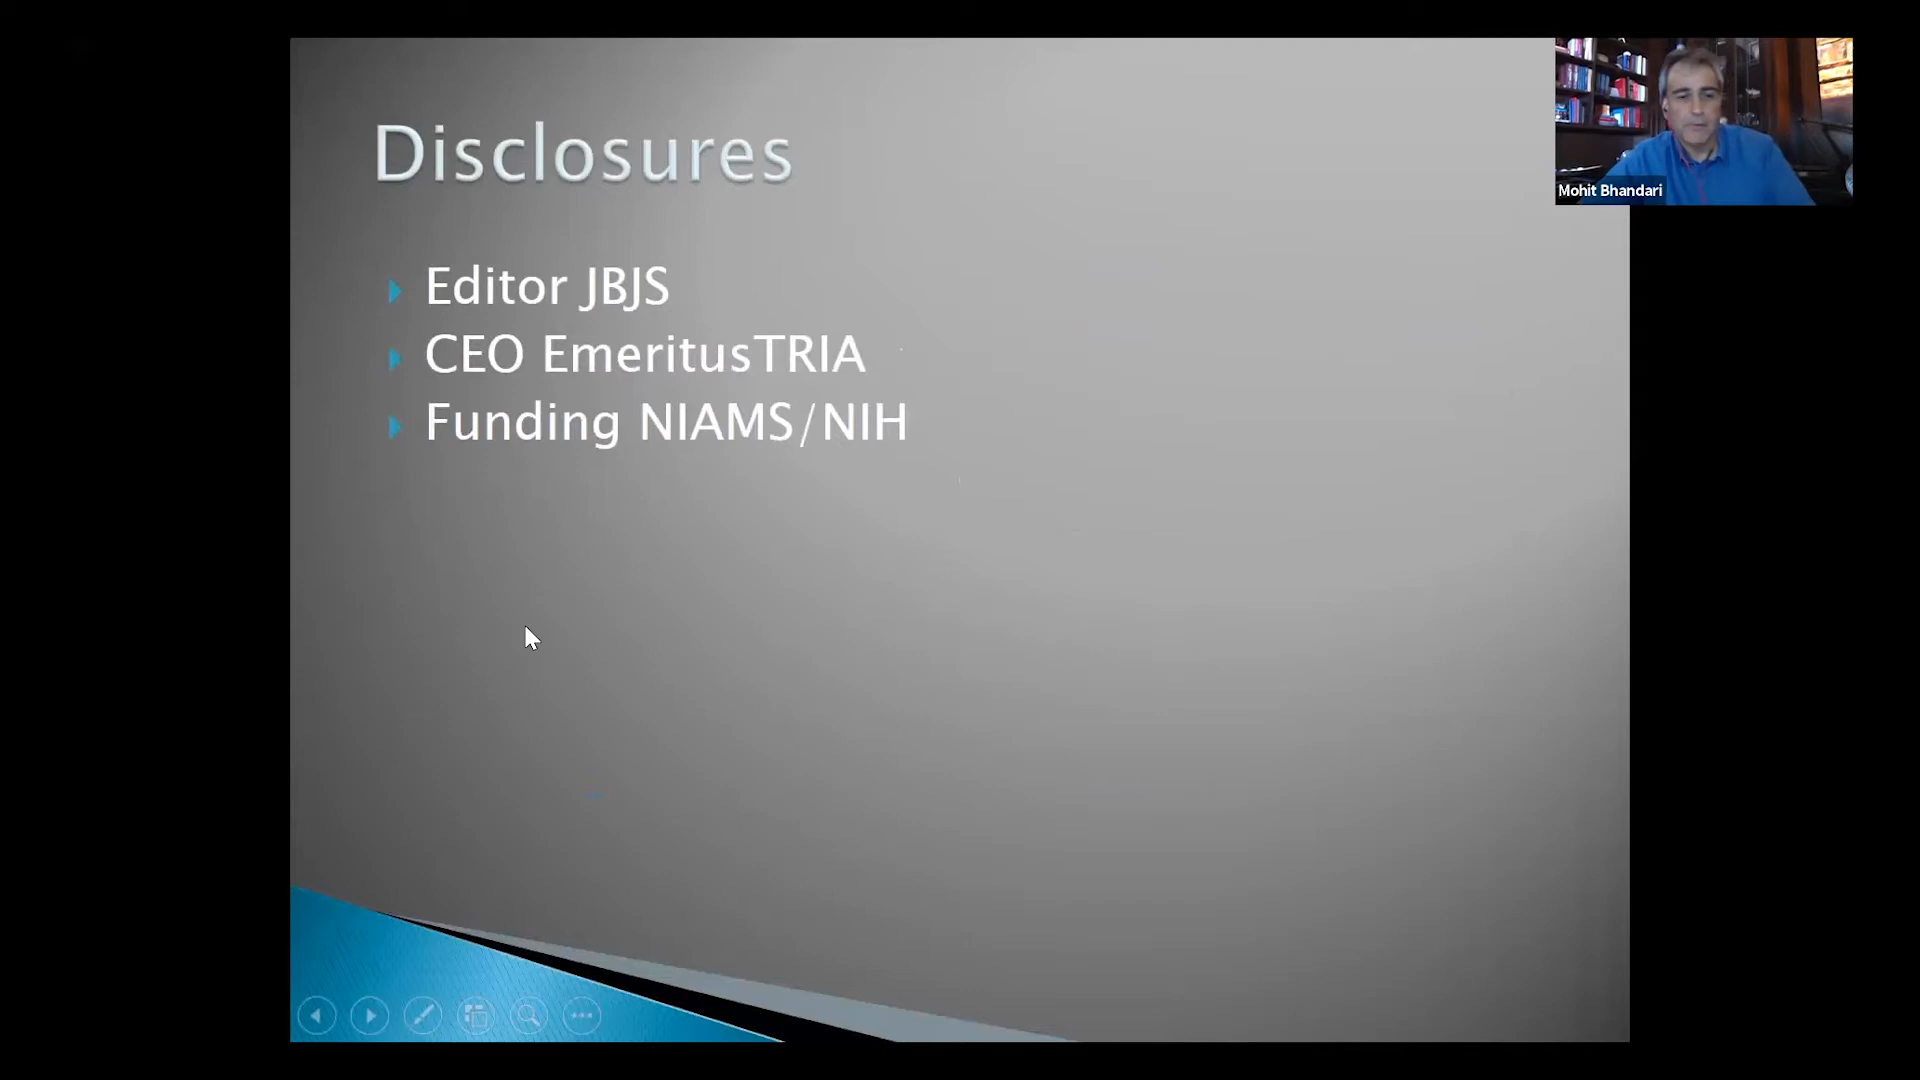 Disclosures
Editor JBJS
CEO EmeritusTRIA
Funding NIAMS/NIH
Mohit Bhandari